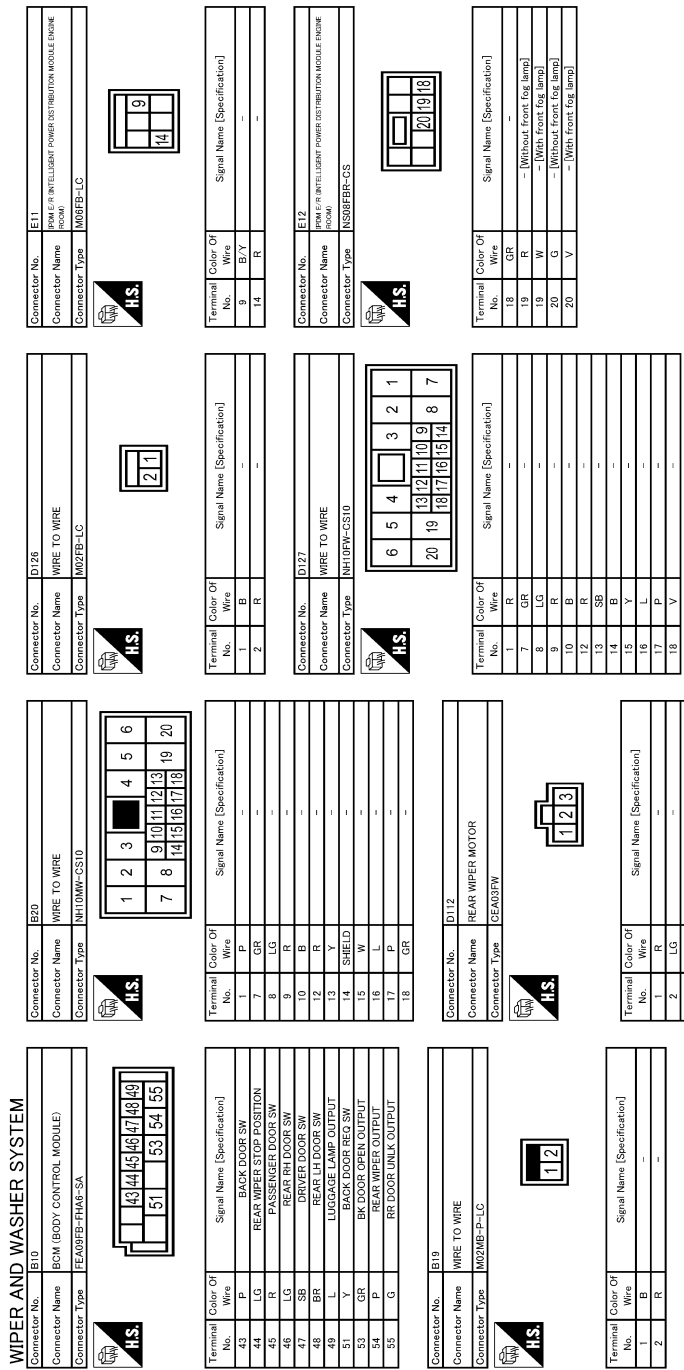 WIPER AND WASHER SYSTEM
Connector No. B10
Connector Name BCM (BODY CONTROL MODULE)
Connector Type FEA09FB-FHA6-SA
H.S.
43 44 45 46 47 48 49
51 53 54 55
Terminal No. Color Of Wire Signal Name [Specification]
43 P BACK DOOR SW
44 LG REAR WIPER STOP POSITION
45 R PASSENGER DOOR SW
46 LG REAR RH DOOR SW
47 SB DRIVER DOOR SW
48 BR REAR LH DOOR SW
49 L LUGGAGE LAMP OUTPUT
51 Y BACK DOOR REQ SW
53 GR BK DOOR OPEN OUTPUT
54 P REAR WIPER OUTPUT
55 G RR DOOR UNLK OUTPUT
Connector No. B19
Connector Name WIRE TO WIRE
Connector Type M02MB-P-LC
H.S.
1 2
Terminal No. Color Of Wire Signal Name [Specification]
1 B –
2 R –
Connector No. B20
Connector Name WIRE TO WIRE
Connector Type NH10MW-CS10
H.S.
1 2 3 4 5 6
7 8 9 10 11 12 13 19 20
14 15 16 17 18
Terminal No. Color Of Wire Signal Name [Specification]
1 P –
7 GR –
8 LG –
9 R –
10 B –
12 R –
13 Y –
14 SHIELD –
15 W –
16 L –
17 P –
18 GR –
Connector No. D112
Connector Name REAR WIPER MOTOR
Connector Type CEA03FW
H.S.
1 2 3
Terminal No. Color Of Wire Signal Name [Specification]
1 R –
2 LG –
Connector No. D126
Connector Name WIRE TO WIRE
Connector Type M02FB-LC
H.S.
2 1
Terminal No. Color Of Wire Signal Name [Specification]
1 B –
2 R –
Connector No. D127
Connector Name WIRE TO WIRE
Connector Type NH10FW-CS10
H.S.
6 5 4 3 2 1
20 19 13 12 11 10 9 8 7
18 17 16 15 14
Terminal No. Color Of Wire Signal Name [Specification]
1 R –
7 GR –
8 LG –
9 R –
10 B –
12 R –
13 SB –
14 B –
15 Y –
16 L –
17 P –
18 V –
Connector No. E11
Connector Name IPDM E/R (INTELLIGENT POWER DISTRIBUTION MODULE ENGINE ROOM)
Connector Type M06FB-LC
H.S.
9
14
Terminal No. Color Of Wire Signal Name [Specification]
9 B/Y –
14 R –
Connector No. E12
Connector Name IPDM E/R (INTELLIGENT POWER DISTRIBUTION MODULE ENGINE ROOM)
Connector Type NS08FBR-CS
H.S.
20 19 18
Terminal No. Color Of Wire Signal Name [Specification]
18 GR –
19 R – [Without front fog lamp]
19 W – [With front fog lamp]
20 G – [Without front fog lamp]
20 V – [With front fog lamp]